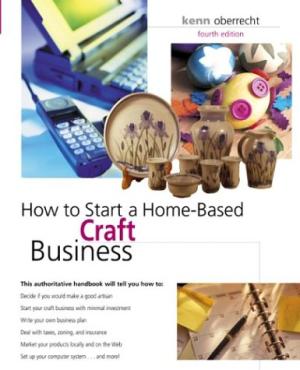 kenn oberrecht
fourth edition
How to Start a Home-Based
Craft
Business
This authoritative handbook will tell you how to:
Decide if you would make a good artisan
Start your craft business with minimal investment
Write your own business plan
Deal with taxes, zoning, and insurance
Market your products locally and on the Web
Set up your computer system . . . and more!